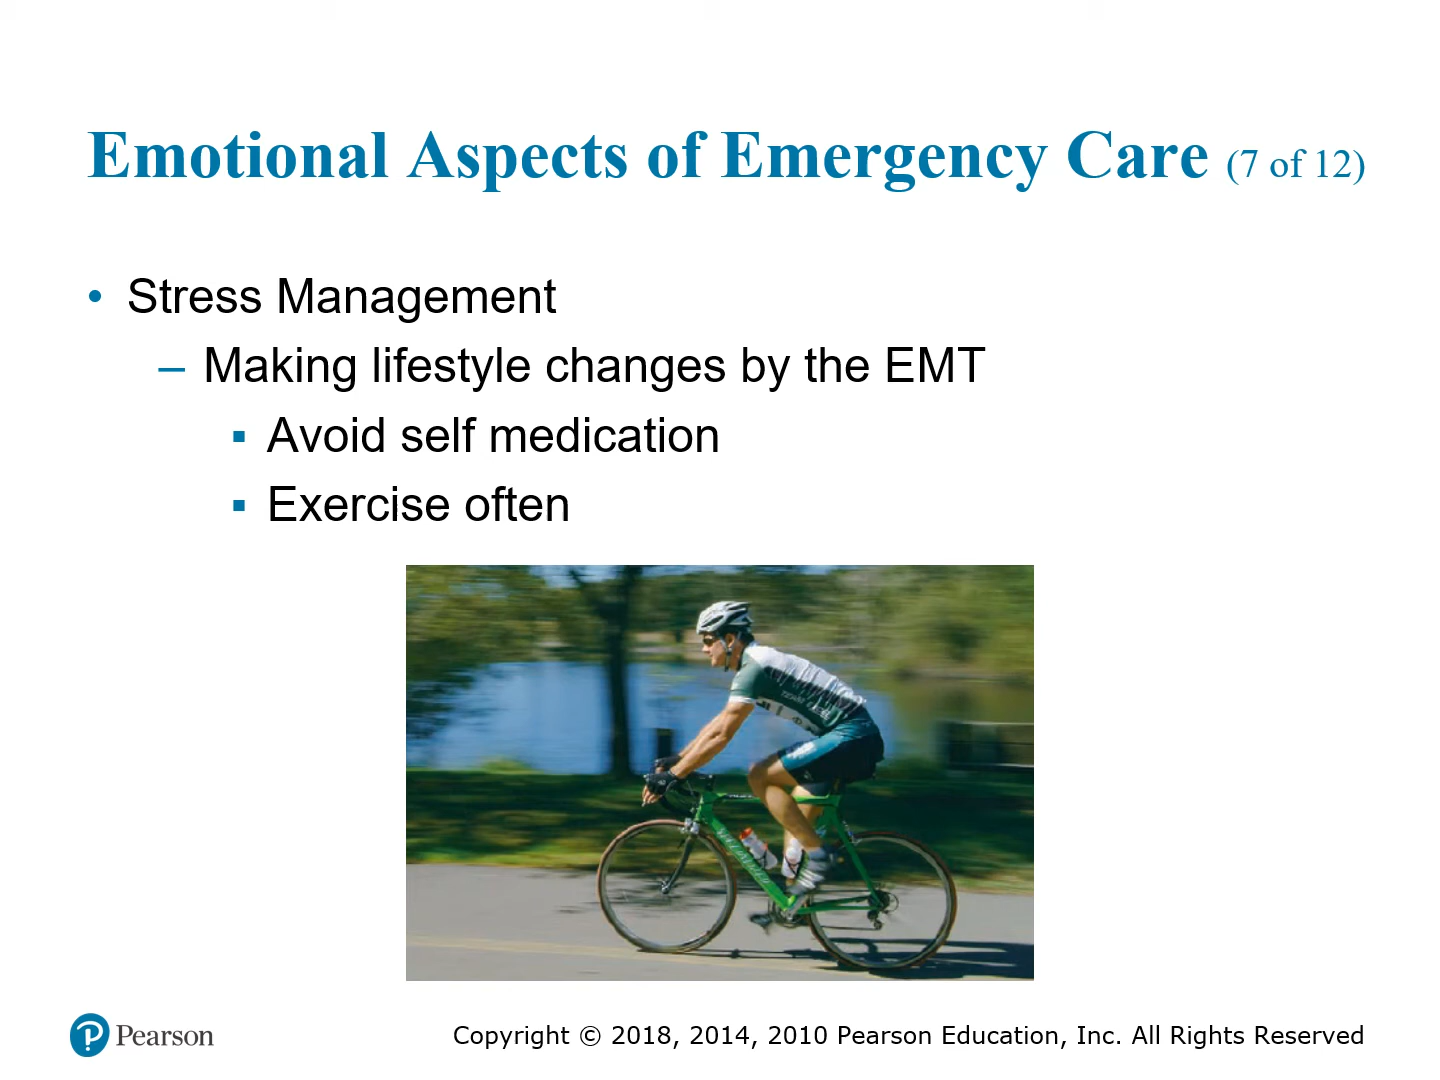 Emotional Aspects of Emergency Care (7 of 12)
• Stress Management
– Making lifestyle changes by the EMT
▪ Avoid self medication
▪ Exercise often
Pearson
Copyright © 2018, 2014, 2010 Pearson Education, Inc. All Rights Reserved